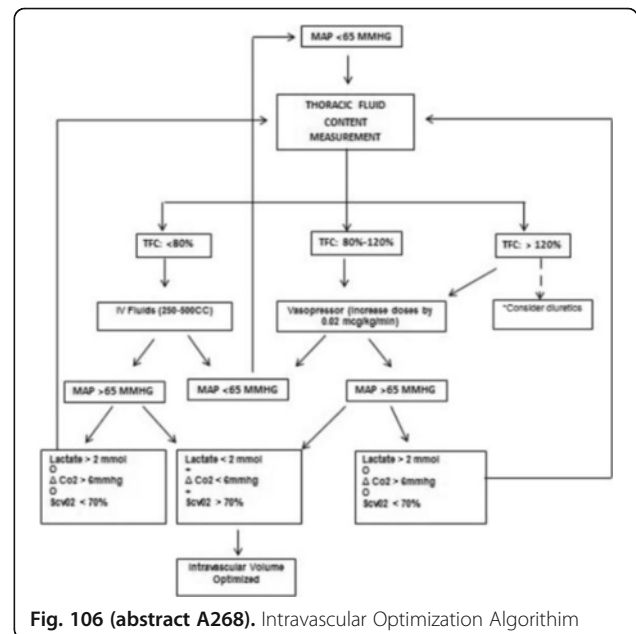 MAP <65 MMHG
THORACIC FLUID
CONTENT
MEASUREMENT
TFC: <80%
TFC: 80%-120%
TFC: > 120%
IV Fluids (250-500CC)
Vasopressor (increase doses by
0.02 mcg/kg/min)
*Consider diuretics
MAP >65 MMHG
MAP <65 MMHG
MAP >65 MMHG
Lactate > 2 mmol
O
Δ Co2 > 6mmhg
O
Scv02 < 70%
Lactate < 2 mmol
+
Δ Co2 < 6mmhg
+
Scv02 > 70%
Lactate > 2 mmol
O
Δ Co2 > 6mmhg
O
Scv02 < 70%
Intravascular Volume
Optimized
Fig. 106 (abstract A268). Intravascular Optimization Algorithim